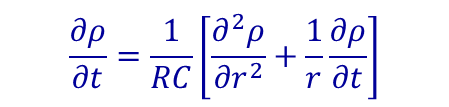 ∂ρ/∂t = 1/RC [∂²ρ/∂r² + 1/r ∂ρ/∂t]